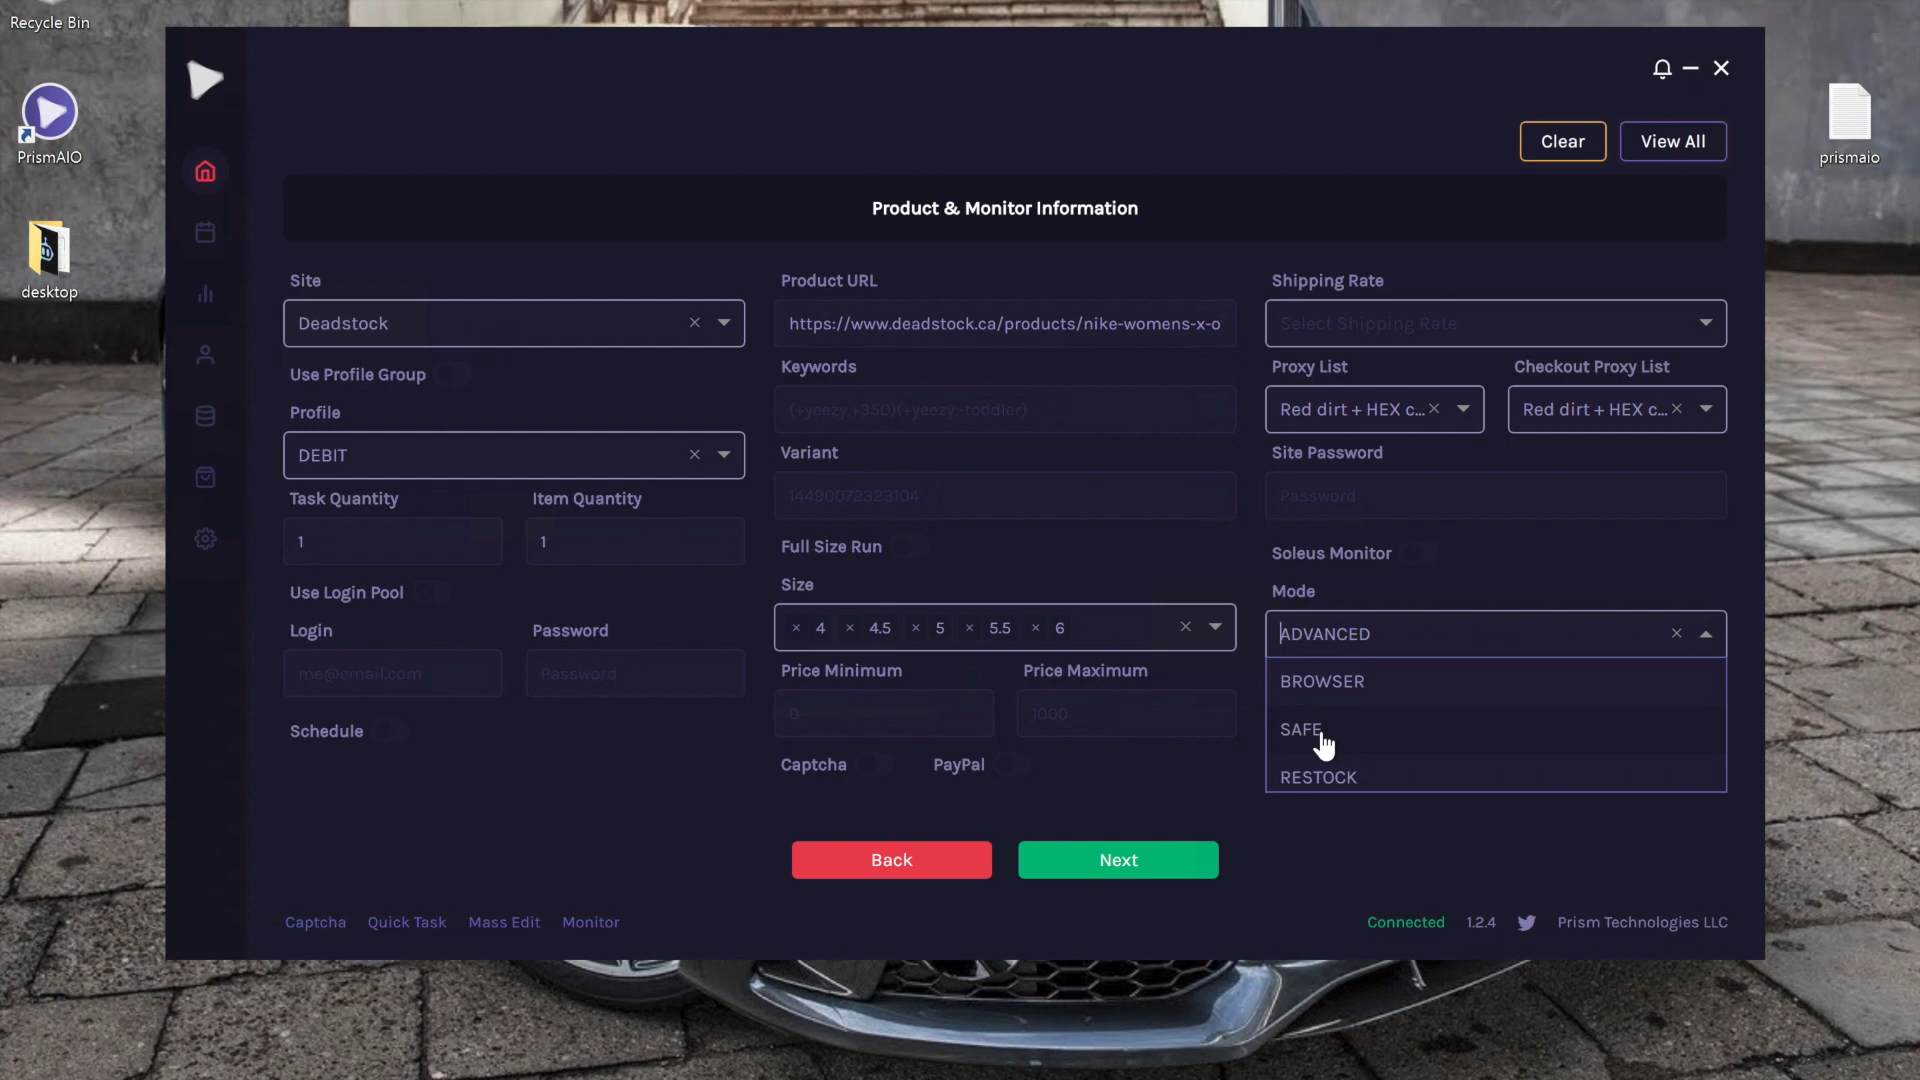 Recycle Bin
PrismAIO
desktop
prismaio
Clear
View All
Product & Monitor Information
Site
Deadstock
Use Profile Group
Profile
DEBIT
Task Quantity
Item Quantity
1
1
Use Login Pool
Login
Password
me@email.com
Password
Schedule
Product URL
https://www.deadstock.ca/products/nike-womens-x-o
Keywords
(+yeezy,+350)(+yeezy,-toddler)
Variant
14490072323104
Full Size Run
Size
× 4 × 4.5 × 5 × 5.5 × 6
Price Minimum
Price Maximum
0
1000
Captcha
PayPal
Shipping Rate
Select Shipping Rate
Proxy List
Checkout Proxy List
Red dirt + HEX c...
Red dirt + HEX c...
Site Password
Password
Soleus Monitor
Mode
ADVANCED
BROWSER
SAFE
RESTOCK
Back
Next
Captcha
Quick Task
Mass Edit
Monitor
Connected
1.2.4
Prism Technologies LLC